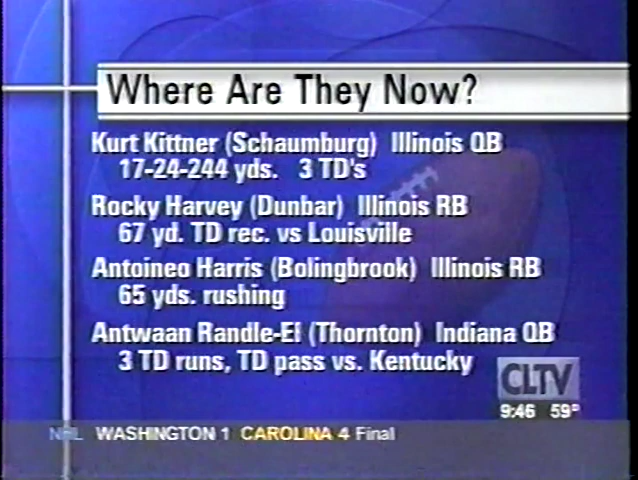 Where Are They Now?
Kurt Kittner (Schaumburg) Illinois QB
17-24-244 yds. 3 TD's
Rocky Harvey (Dunbar) Illinois RB
67 yd. TD rec. vs Louisville
Antoineo Harris (Bolingbrook) Illinois RB
65 yds. rushing
Antwaan Randle-El (Thornton) Indiana QB
3 TD runs, TD pass vs. Kentucky
CLTV
9:46 59°
NHL WASHINGTON 1 CAROLINA 4 Final